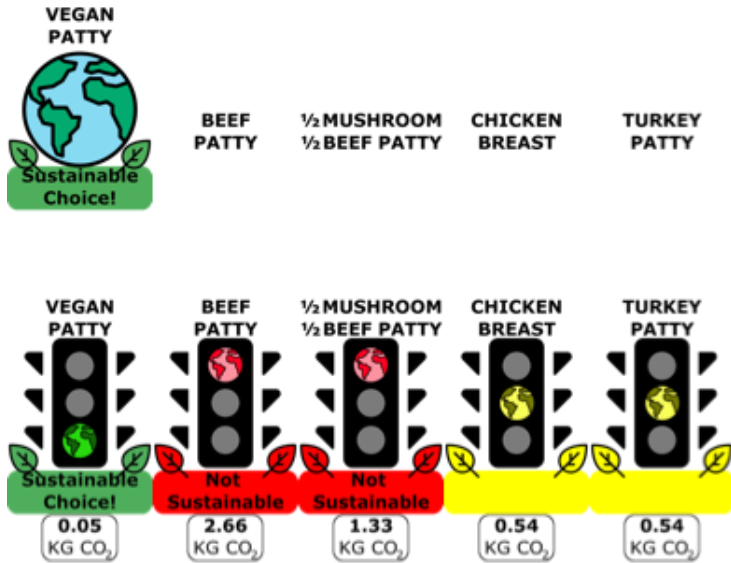 VEGAN
PATTY
Sustainable
Choice!
BEEF
PATTY
½ MUSHROOM
½ BEEF PATTY
CHICKEN
BREAST
TURKEY
PATTY
VEGAN
PATTY
Sustainable
Choice!
0.05
KG CO₂
BEEF
PATTY
Not
Sustainable
2.66
KG CO₂
½ MUSHROOM
½ BEEF PATTY
Not
Sustainable
1.33
KG CO₂
CHICKEN
BREAST
0.54
KG CO₂
TURKEY
PATTY
0.54
KG CO₂